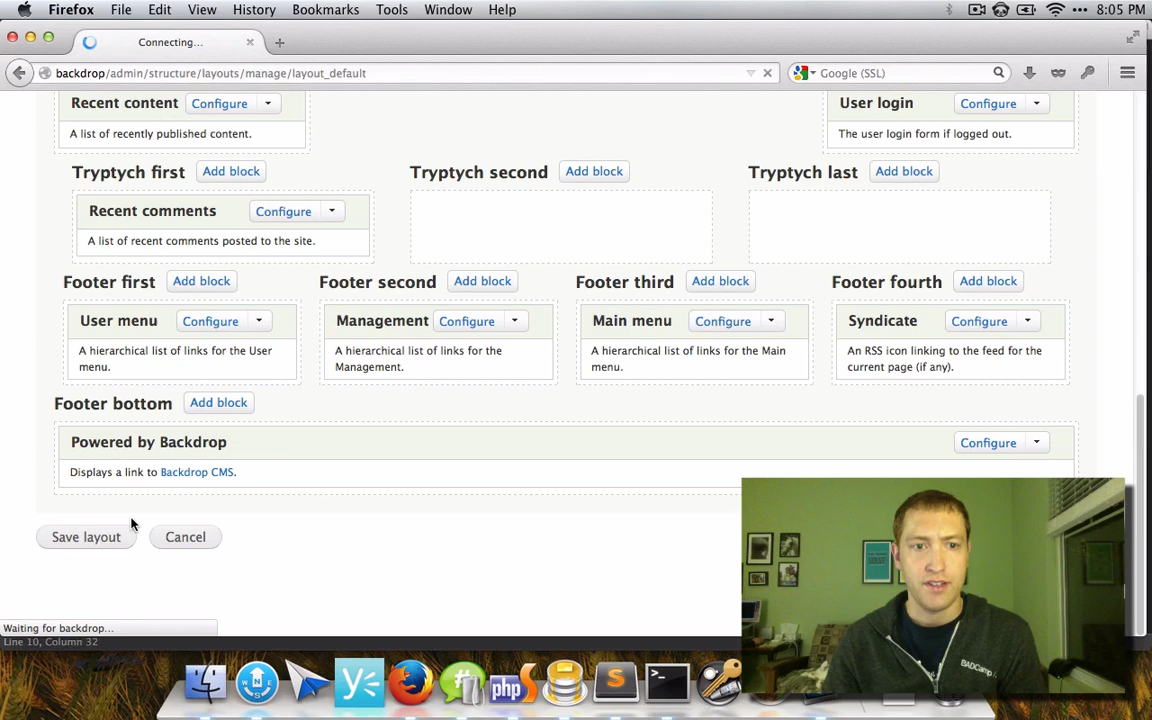 Firefox File Edit View History Bookmarks Tools Window Help 8:05 PM
Connecting...
backdrop/admin/structure/layouts/manage/layout_default
Google (SSL)
Recent content Configure
User login Configure
A list of recently published content.
The user login form if logged out.
Tryptych first Add block
Tryptych second Add block
Tryptych last Add block
Recent comments Configure
A list of recent comments posted to the site.
Footer first Add block
Footer second Add block
Footer third Add block
Footer fourth Add block
User menu Configure
Management Configure
Main menu Configure
Syndicate Configure
A hierarchical list of links for the User
menu.
A hierarchical list of links for the
Management.
A hierarchical list of links for the Main
menu.
An RSS icon linking to the feed for the
current page (if any).
Footer bottom Add block
Powered by Backdrop Configure
Displays a link to Backdrop CMS.
Save layout Cancel
Waiting for backdrop...
Line 10, Column 32
php
BADCamp